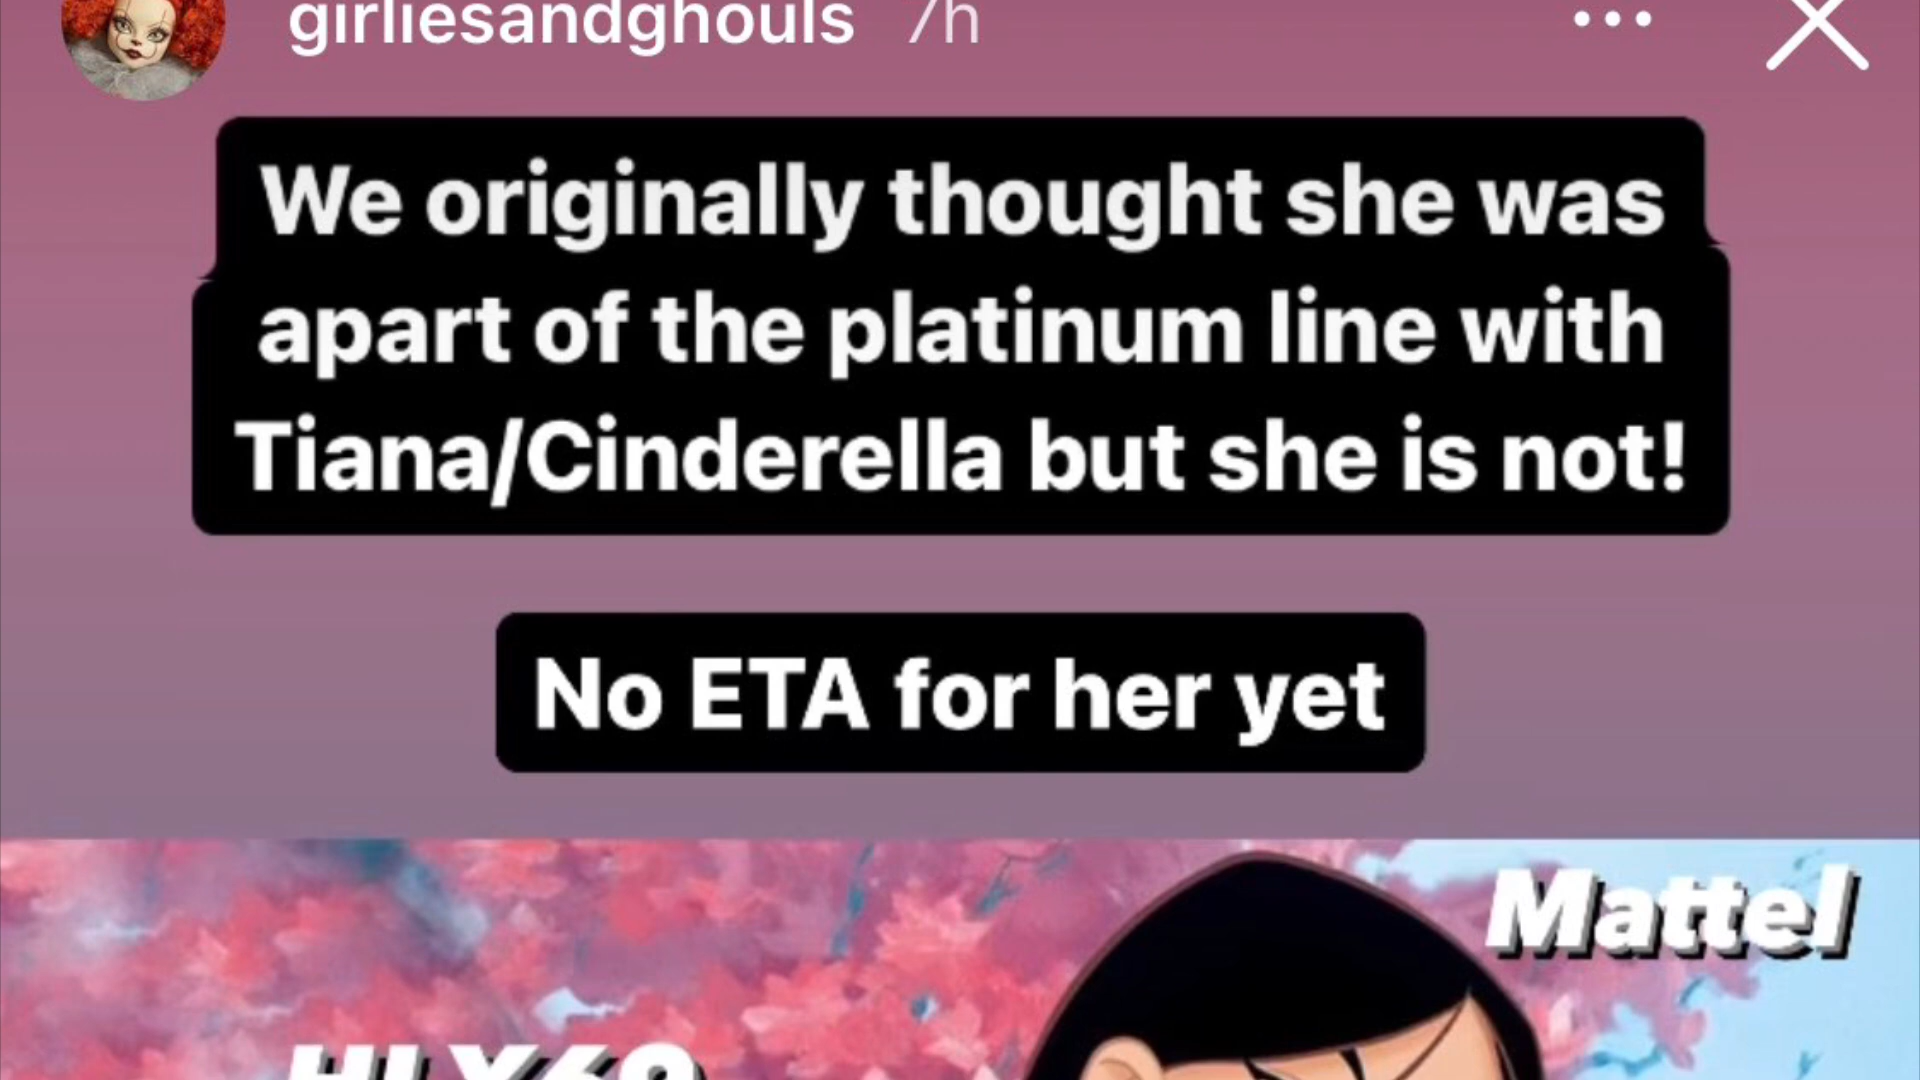 girliesandghouls 7h
We originally thought she was
apart of the platinum line with
Tiana/Cinderella but she is not!
No ETA for her yet
Mattel